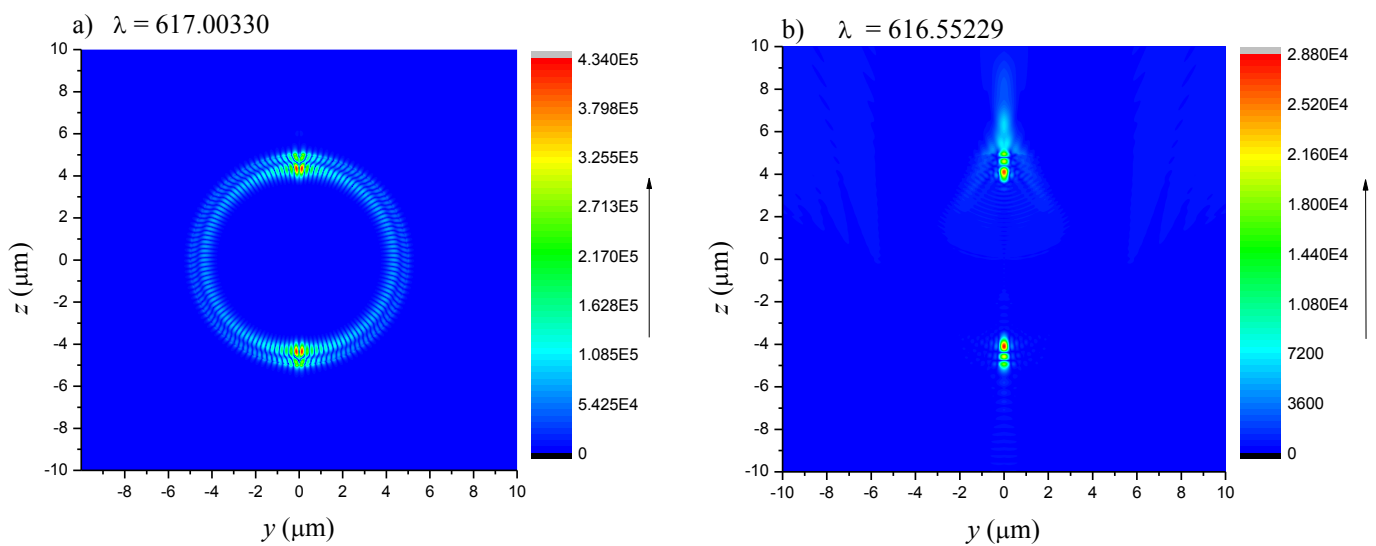 a) λ = 617.00330
10
8
6
4
2
0
-2
-4
-6
-8
-10
z (μm)
-8 -6 -4 -2 0 2 4 6 8 10
y (μm)
4.340E5
3.798E5
3.255E5
2.713E5
2.170E5
1.628E5
1.085E5
5.425E4
0
b) λ = 616.55229
10
8
6
4
2
0
-2
-4
-6
-8
-10
z (μm)
-10 -8 -6 -4 -2 0 2 4 6 8 10
y (μm)
2.880E4
2.520E4
2.160E4
1.800E4
1.440E4
1.080E4
7200
3600
0